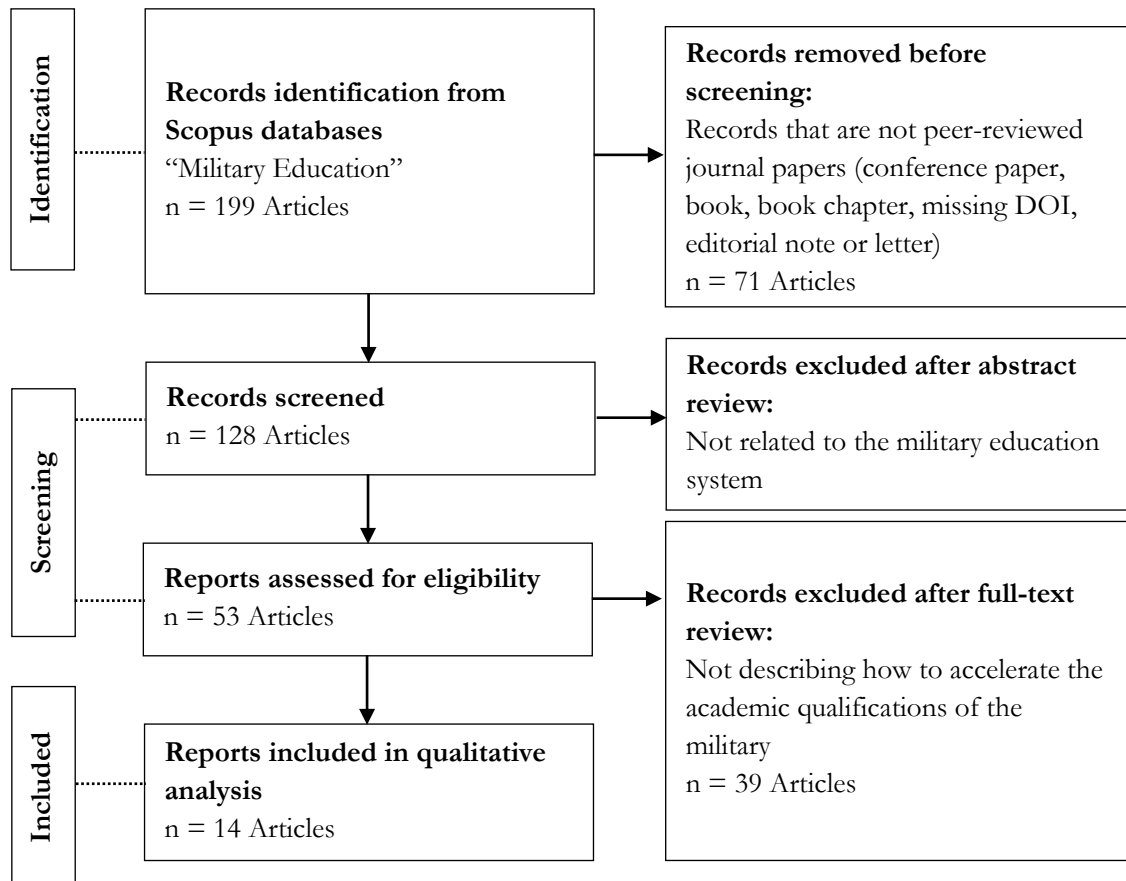 Identification
Records identification from
Scopus databases
“Military Education”
n = 199 Articles
Records removed before
screening:
Records that are not peer-reviewed
journal papers (conference paper,
book, book chapter, missing DOI,
editorial note or letter)
n = 71 Articles
Screening
Records screened
n = 128 Articles
Records excluded after abstract
review:
Not related to the military education
system
Reports assessed for eligibility
n = 53 Articles
Records excluded after full-text
review:
Not describing how to accelerate the
academic qualifications of the
military
n = 39 Articles
Included
Reports included in qualitative
analysis
n = 14 Articles